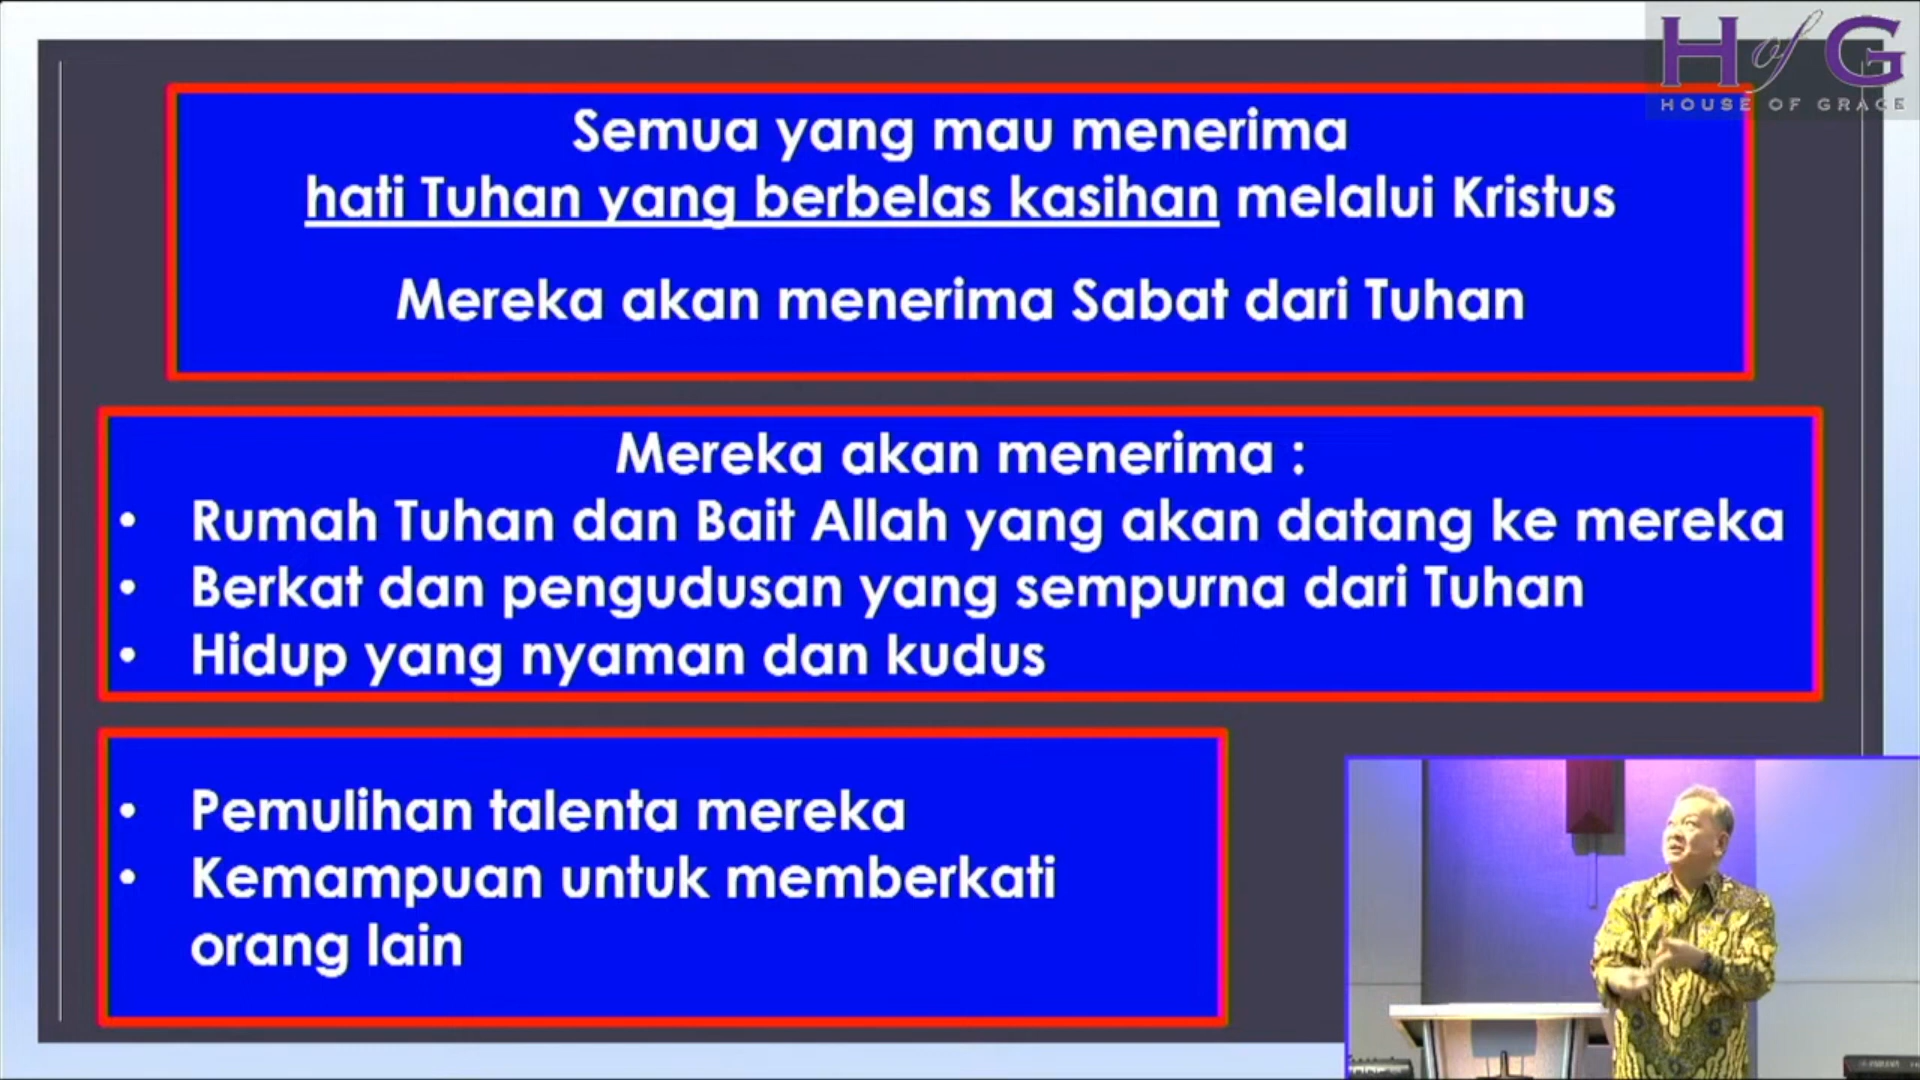 H of G
HOUSE OF GRACE
Semua yang mau menerima
hati Tuhan yang berbelas kasihan melalui Kristus
Mereka akan menerima Sabat dari Tuhan
Mereka akan menerima :
• Rumah Tuhan dan Bait Allah yang akan datang ke mereka
• Berkat dan pengudusan yang sempurna dari Tuhan
• Hidup yang nyaman dan kudus
• Pemulihan talenta mereka
• Kemampuan untuk memberkati
orang lain